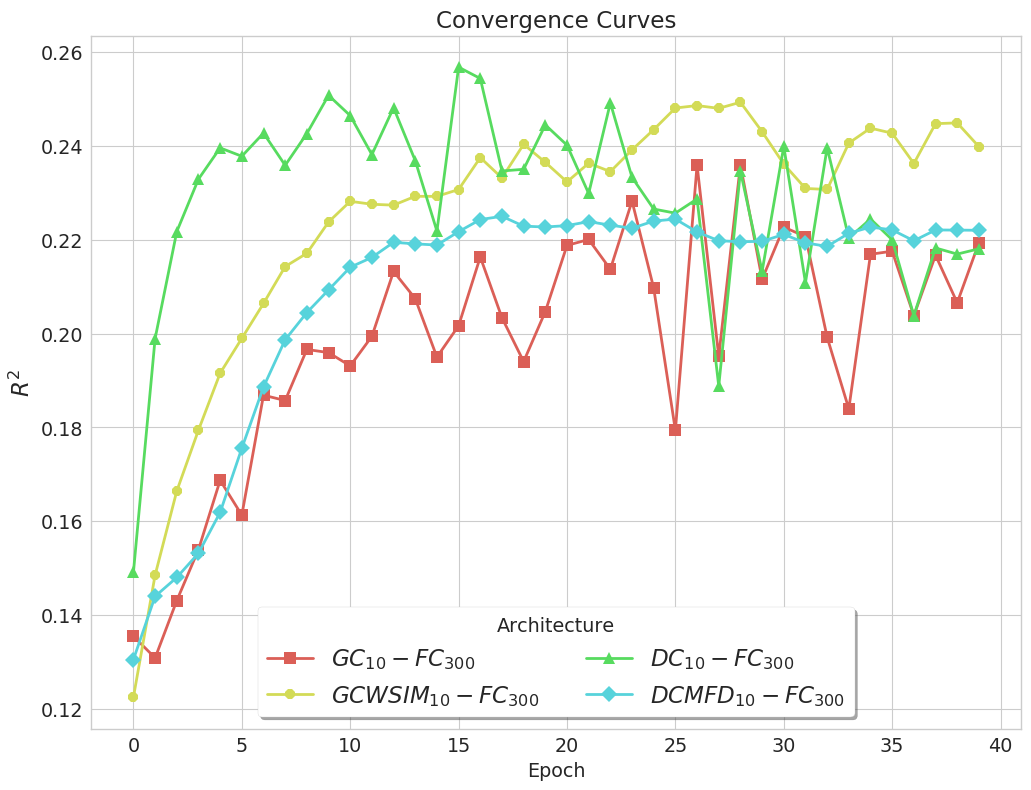 Convergence Curves
0.26
0.24
0.22
0.20
0.18
0.16
0.14
0.12
R²
Architecture
GC₁₀ − FC₃₀₀
DC₁₀ − FC₃₀₀
GCWSIM₁₀ − FC₃₀₀
DCMFD₁₀ − FC₃₀₀
0 5 10 15 20 25 30 35 40
Epoch